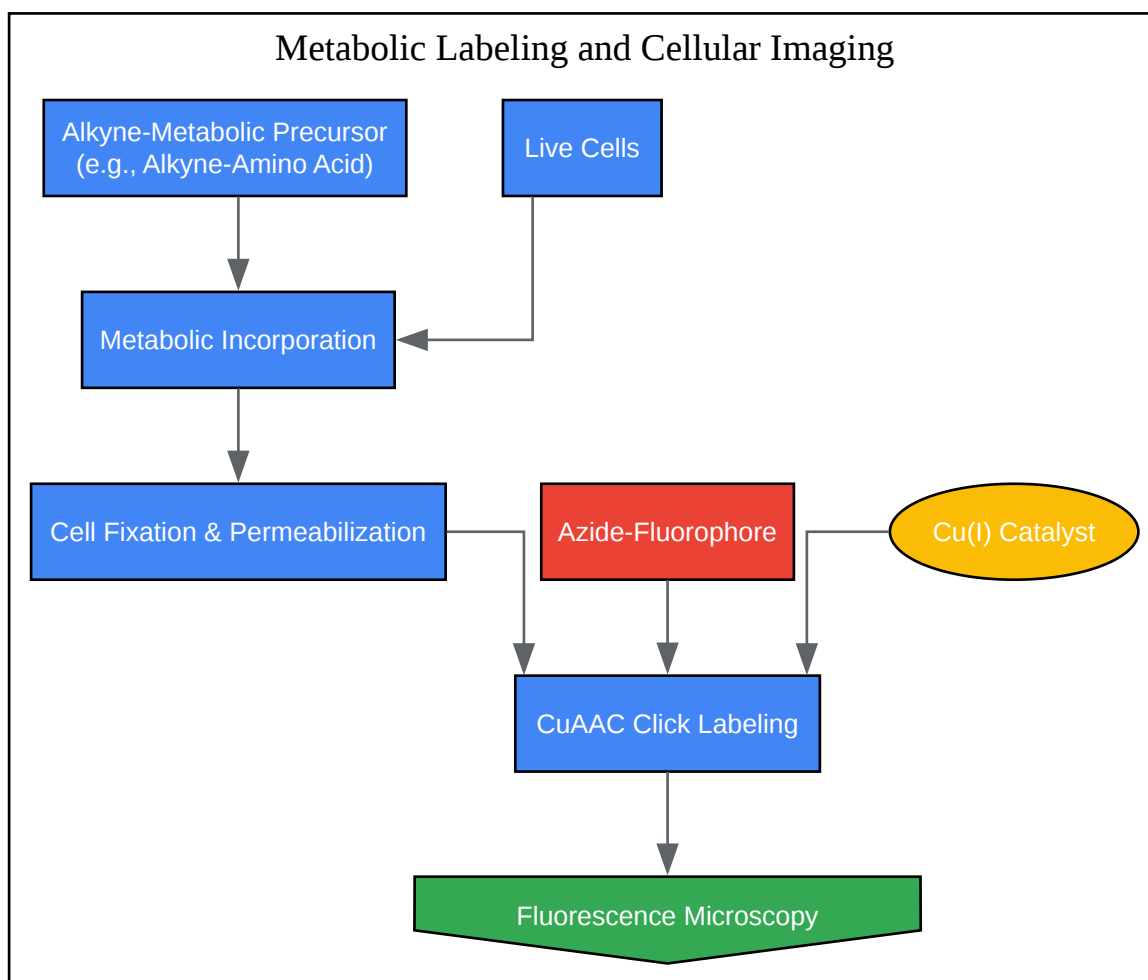 Metabolic Labeling and Cellular Imaging
Alkyne-Metabolic Precursor
(e.g., Alkyne-Amino Acid)
Live Cells
Metabolic Incorporation
Cell Fixation & Permeabilization
Azide-Fluorophore
Cu(I) Catalyst
CuAAC Click Labeling
Fluorescence Microscopy